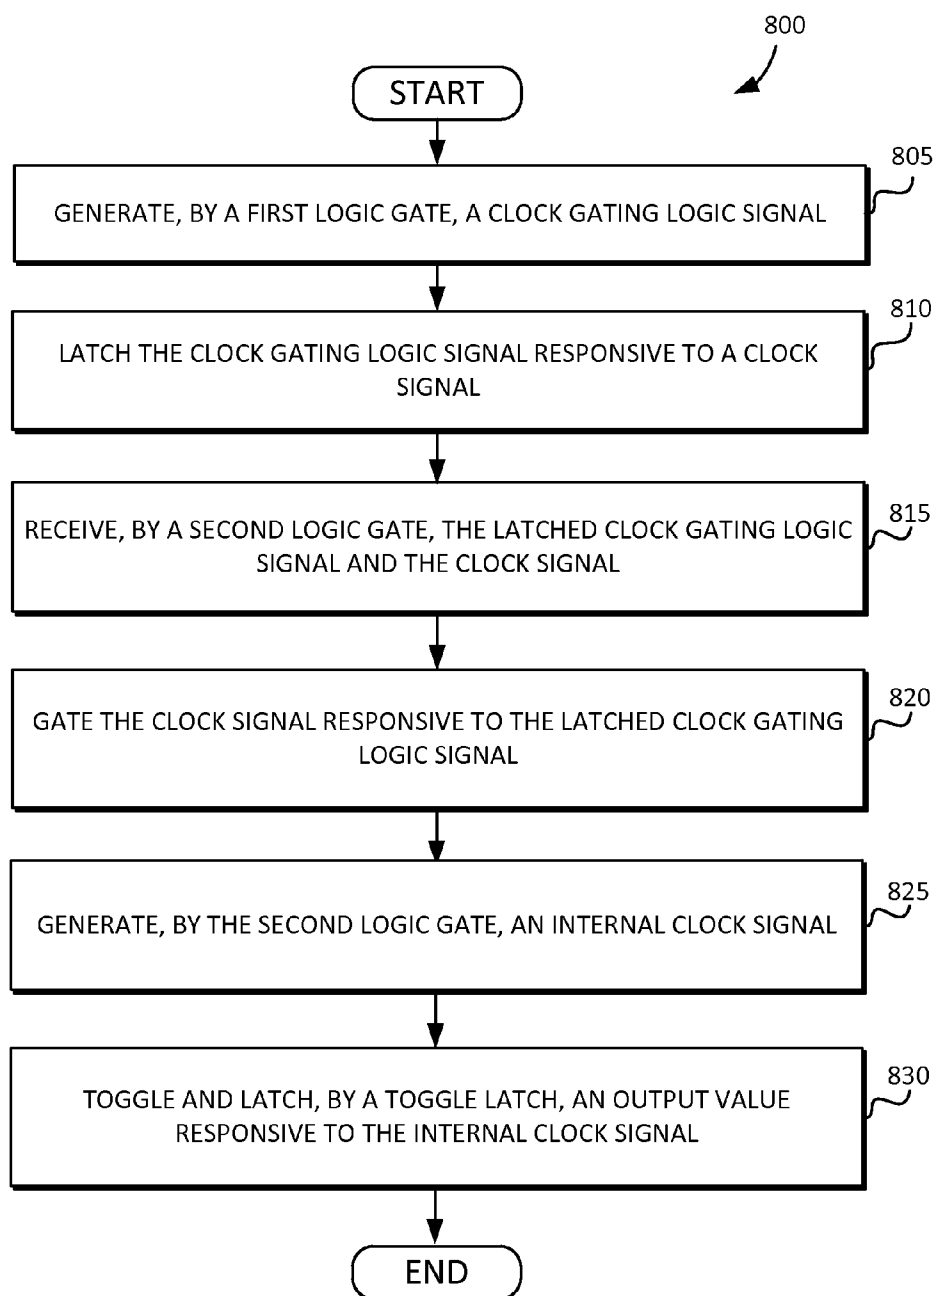 800
START
805
GENERATE, BY A FIRST LOGIC GATE, A CLOCK GATING LOGIC SIGNAL
810
LATCH THE CLOCK GATING LOGIC SIGNAL RESPONSIVE TO A CLOCK
SIGNAL
815
RECEIVE, BY A SECOND LOGIC GATE, THE LATCHED CLOCK GATING LOGIC
SIGNAL AND THE CLOCK SIGNAL
820
GATE THE CLOCK SIGNAL RESPONSIVE TO THE LATCHED CLOCK GATING
LOGIC SIGNAL
825
GENERATE, BY THE SECOND LOGIC GATE, AN INTERNAL CLOCK SIGNAL
830
TOGGLE AND LATCH, BY A TOGGLE LATCH, AN OUTPUT VALUE
RESPONSIVE TO THE INTERNAL CLOCK SIGNAL
END